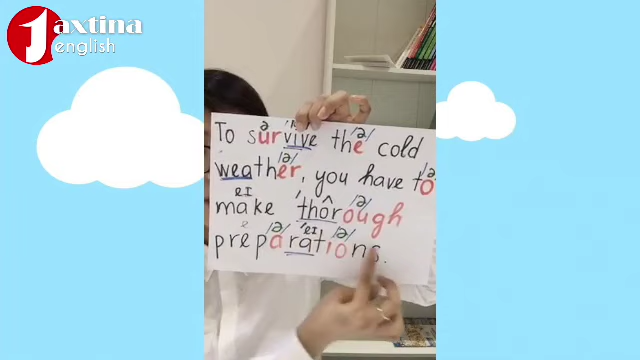 Jaxtina
english
To survive the cold
weather, you have to
make thorough
preparations.